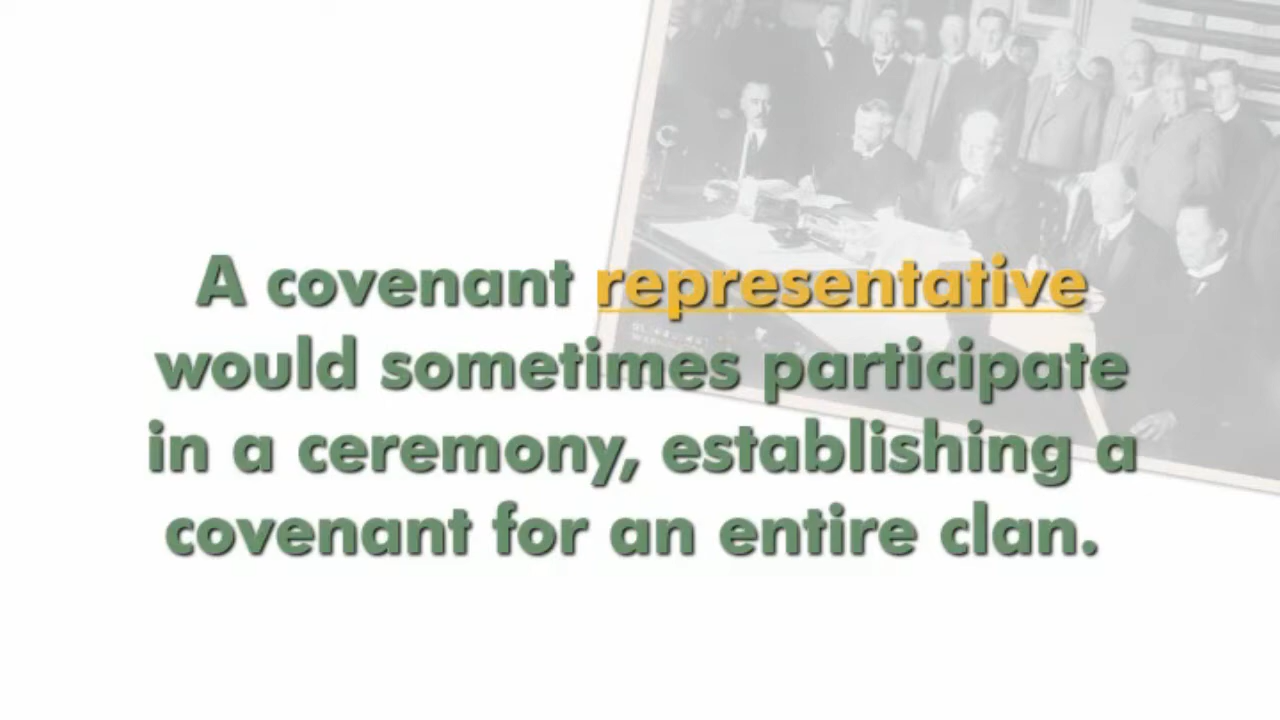 A covenant representative
would sometimes participate
in a ceremony, establishing a
covenant for an entire clan.